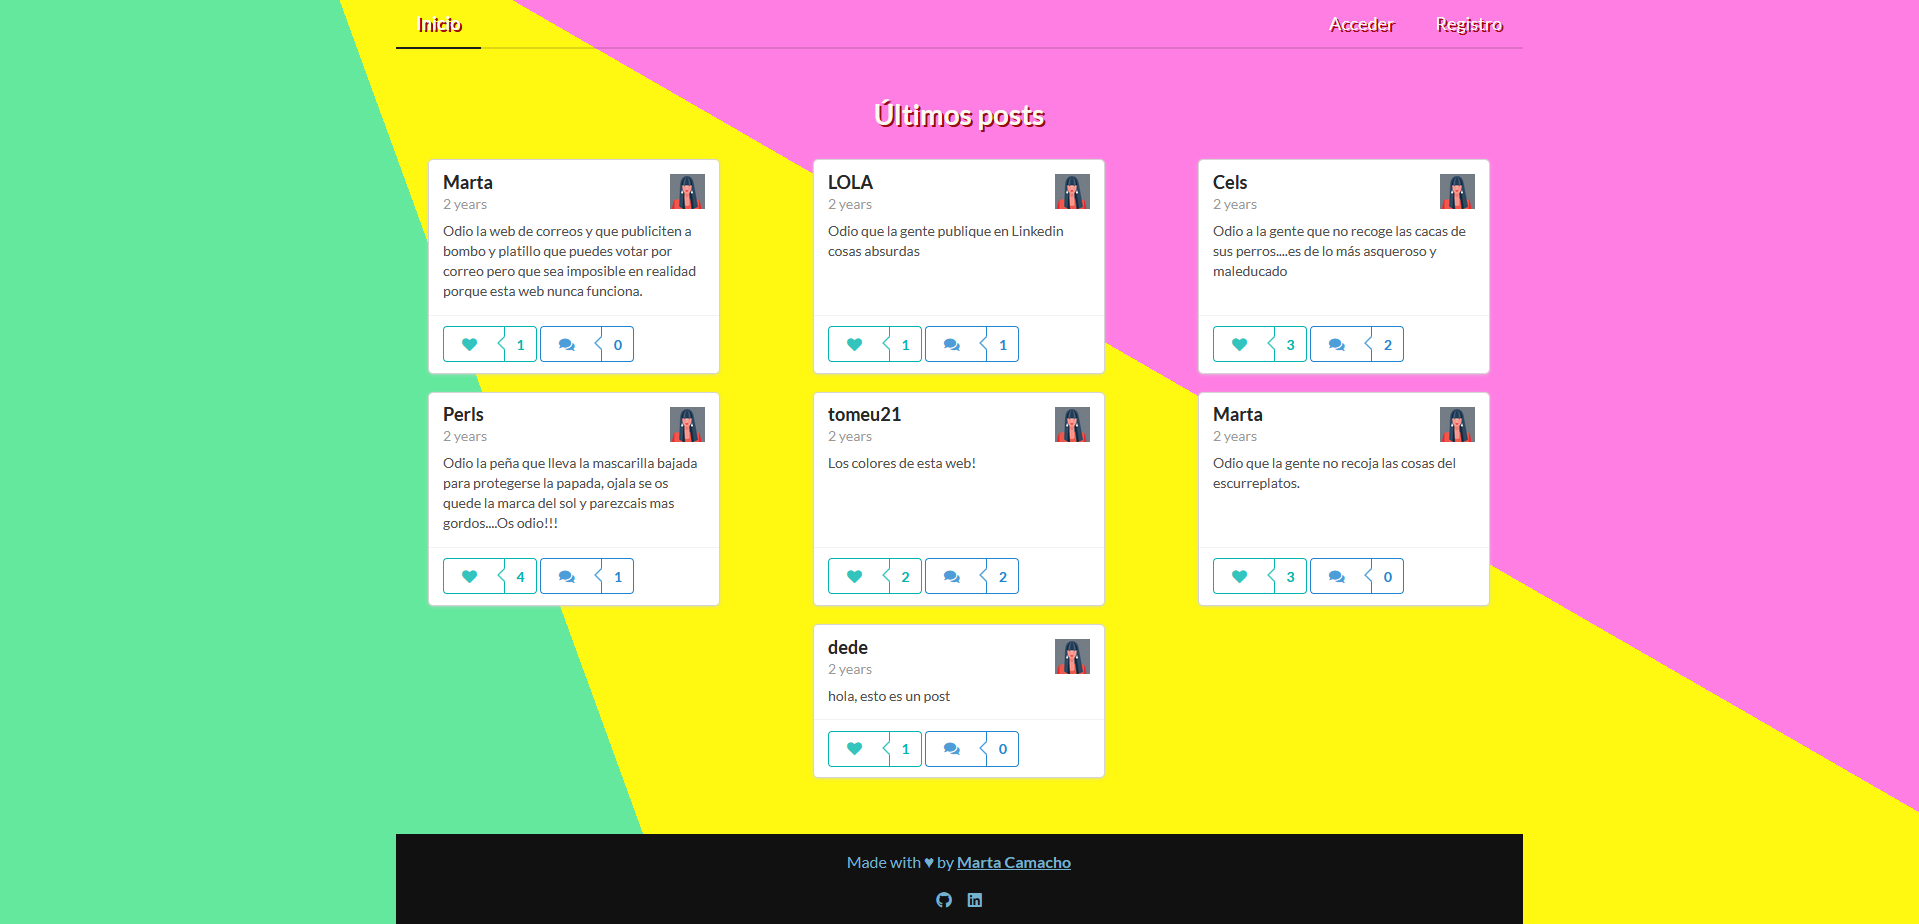 Inicio
Acceder
Registro
Últimos posts
Marta
2 years
Odio la web de correos y que publiciten a
bombo y platillo que puedes votar por
correo pero que sea imposible en realidad
porque esta web nunca funciona.
1
0
LOLA
2 years
Odio que la gente publique en Linkedin
cosas absurdas
1
1
Cels
2 years
Odio a la gente que no recoge las cacas de
sus perros....es de lo más asqueroso y
maleducado
3
2
Perls
2 years
Odio la peña que lleva la mascarilla bajada
para protegerse la papada, ojala se os
quede la marca del sol y parezcais mas
gordos....Os odio!!!
4
1
tomeu21
2 years
Los colores de esta web!
2
2
Marta
2 years
Odio que la gente no recoja las cosas del
escurreplatos.
3
0
dede
2 years
hola, esto es un post
1
0
Made with ♥ by Marta Camacho